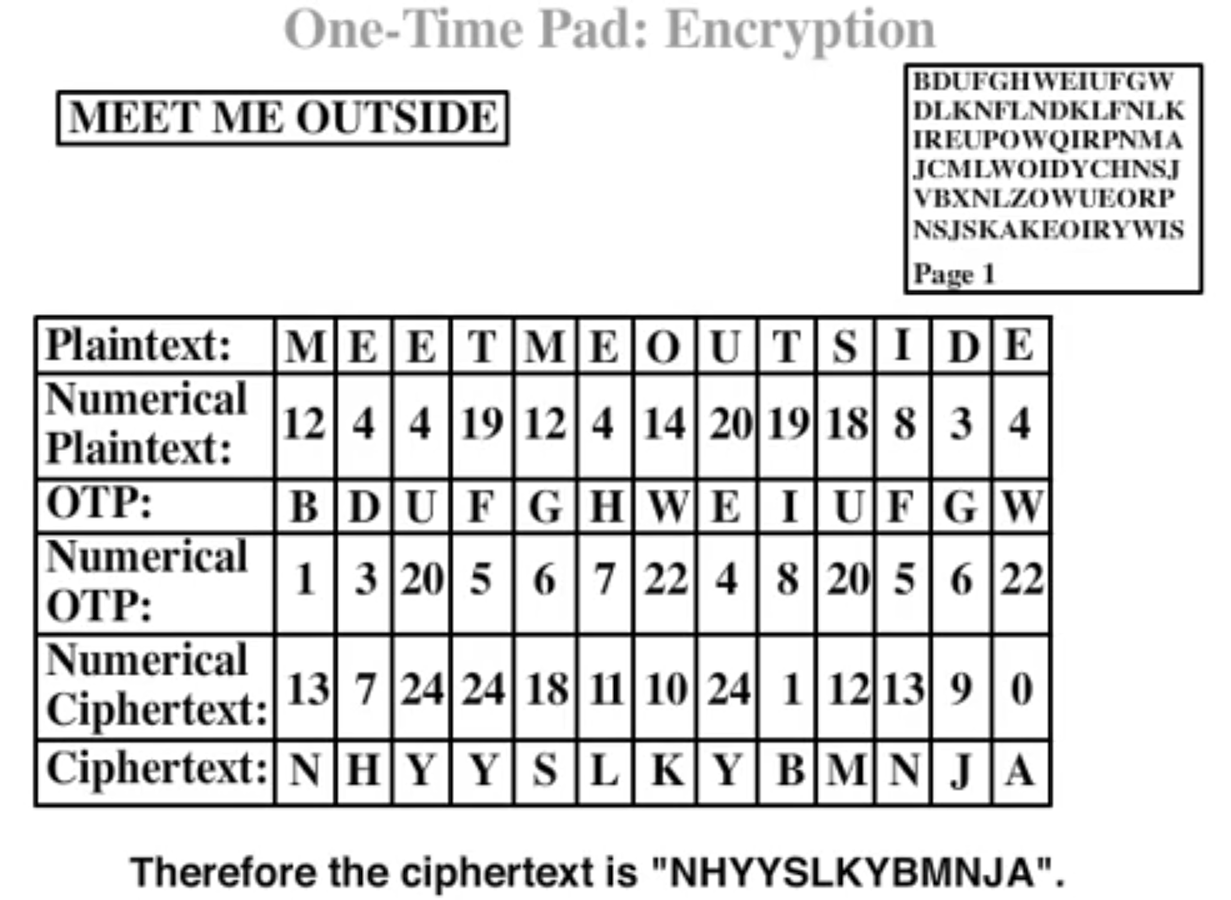 One-Time Pad: Encryption
MEET ME OUTSIDE
BDUFGHWEIUFGW
DLKNFLNDKLFNLK
IREUPOWQIRPNMA
JCMLWOIDYCHNSJ
VBXNLZOWUEORP
NSJSKAKEOIRYWIS
Page 1
Plaintext: M E E T M E O U T S I D E
Numerical
Plaintext: 12 4 4 19 12 4 14 20 19 18 8 3 4
OTP: B D U F G H W E I U F G W
Numerical
OTP: 1 3 20 5 6 7 22 4 8 20 5 6 22
Numerical
Ciphertext: 13 7 24 24 18 11 10 24 1 12 13 9 0
Ciphertext: N H Y Y S L K Y B M N J A
Therefore the ciphertext is "NHYYSLKYBMNJA".